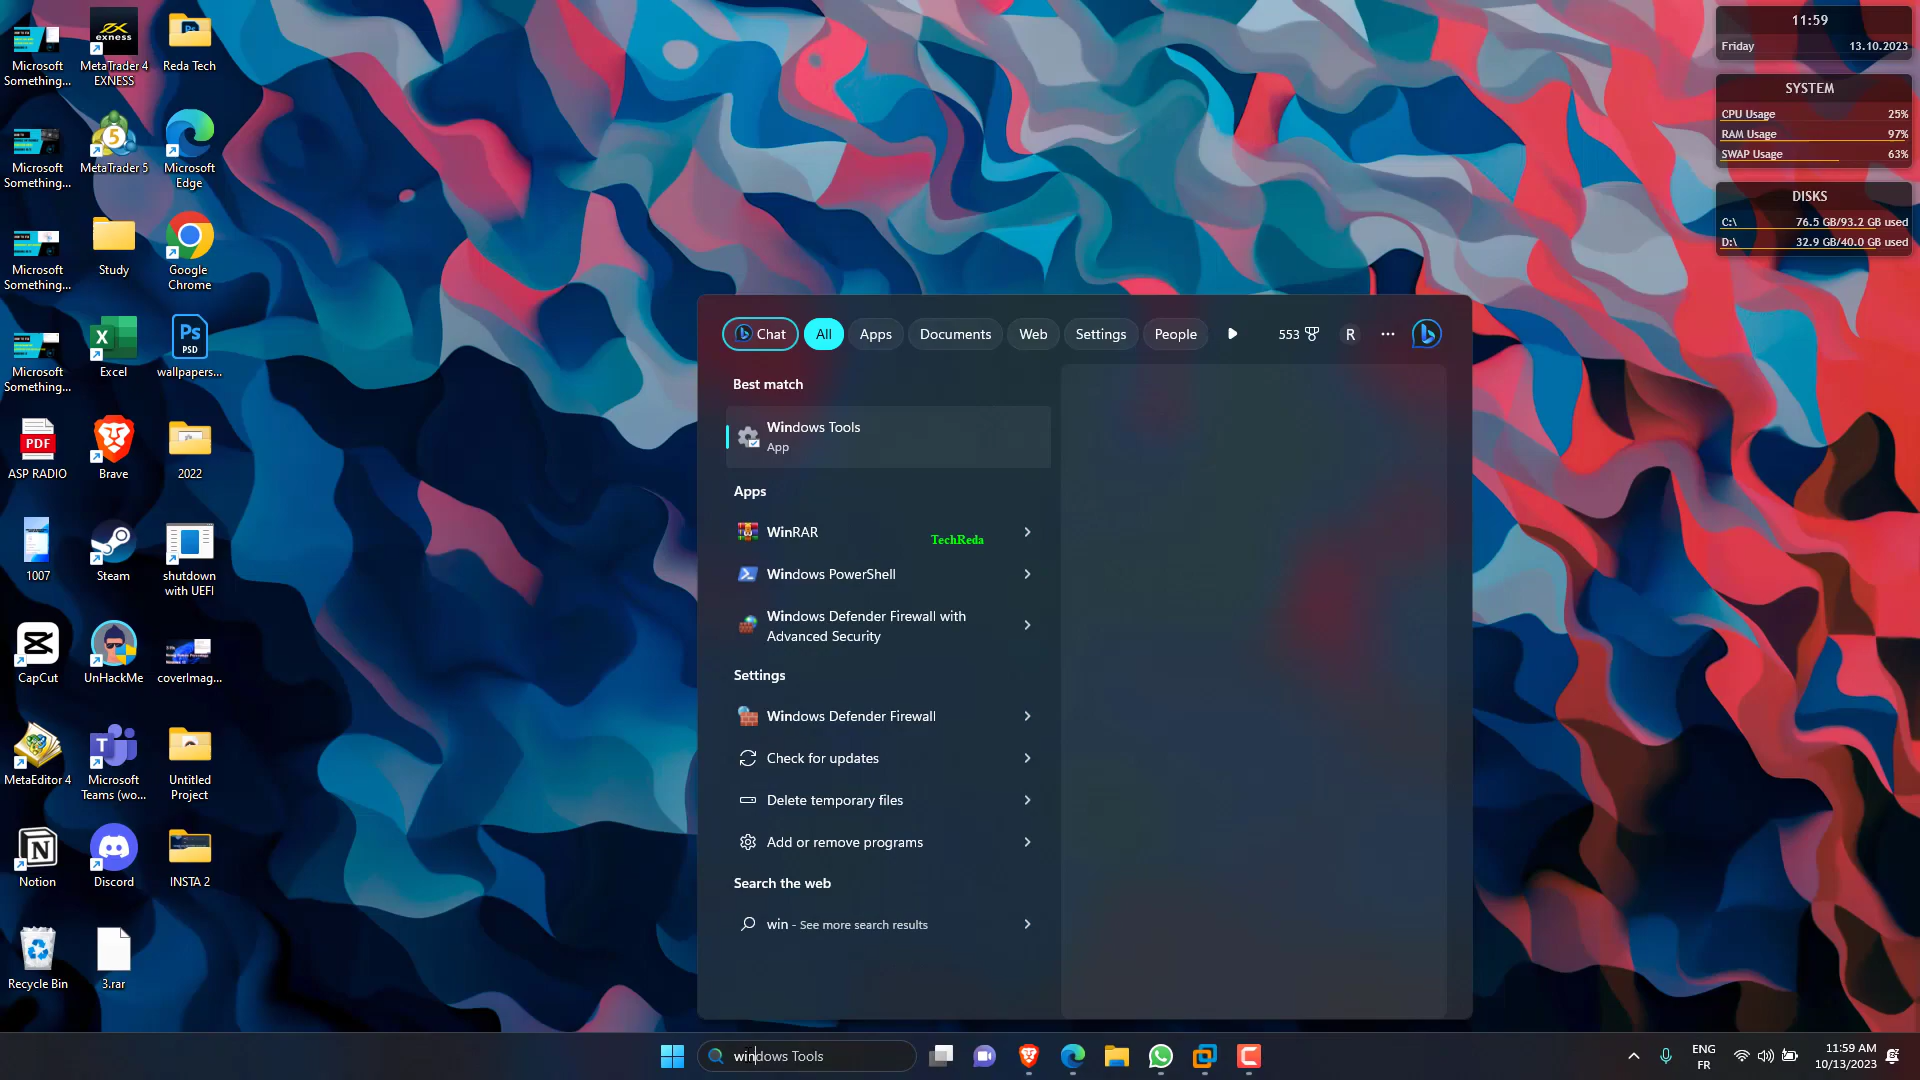 Microsoft
Something...
exness
MetaTrader 4
EXNESS
Reda Tech
Microsoft
Something...
MetaTrader 5
Microsoft
Edge
Microsoft
Something...
Study
Google
Chrome
Microsoft
Something...
Excel
Ps
PSD
wallpapers...
PDF
ASP RADIO
Brave
2022
1007
Steam
shutdown
with UEFI
CapCut
UnHackMe
coverImag...
MetaEditor 4
Microsoft
Teams (wo...
Untitled
Project
Notion
Discord
INSTA 2
Recycle Bin
3.rar
11:59
Friday 13.10.2023
SYSTEM
CPU Usage 25%
RAM Usage 97%
SWAP Usage 63%
DISKS
C:\ 76.5 GB/93.2 GB used
D:\ 32.9 GB/40.0 GB used
Chat All Apps Documents Web Settings People 553 R
Best match
Windows Tools
App
Apps
WinRAR
TechReda
Windows PowerShell
Windows Defender Firewall with
Advanced Security
Settings
Windows Defender Firewall
Check for updates
Delete temporary files
Add or remove programs
Search the web
win - See more search results
windows Tools
ENG
FR
11:59 AM
10/13/2023